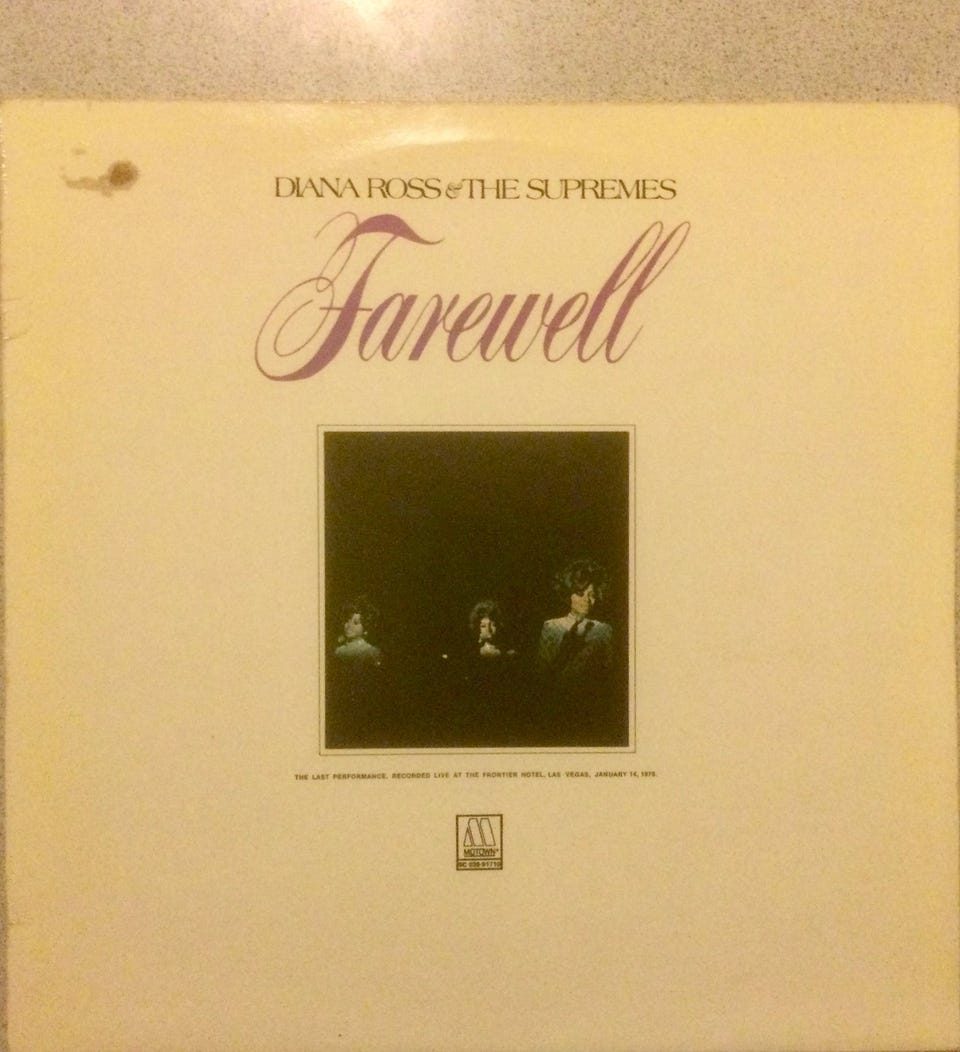 DIANA ROSS & THE SUPREMES
Farewell
THE LAST PERFORMANCE. RECORDED LIVE AT THE FRONTIER HOTEL, LAS VEGAS, JANUARY 14, 1970.
M
MOTOWN®